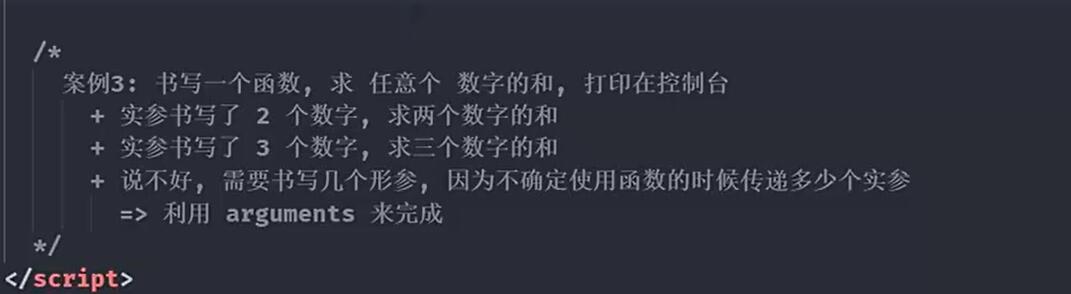 /*
案例3: 书写一个函数, 求 任意个 数字的和, 打印在控制台
+ 实参书写了 2 个数字, 求两个数字的和
+ 实参书写了 3 个数字, 求三个数字的和
+ 说不好, 需要书写几个形参, 因为不确定使用函数的时候传递多少个实参
=> 利用 arguments 来完成
*/
</script>